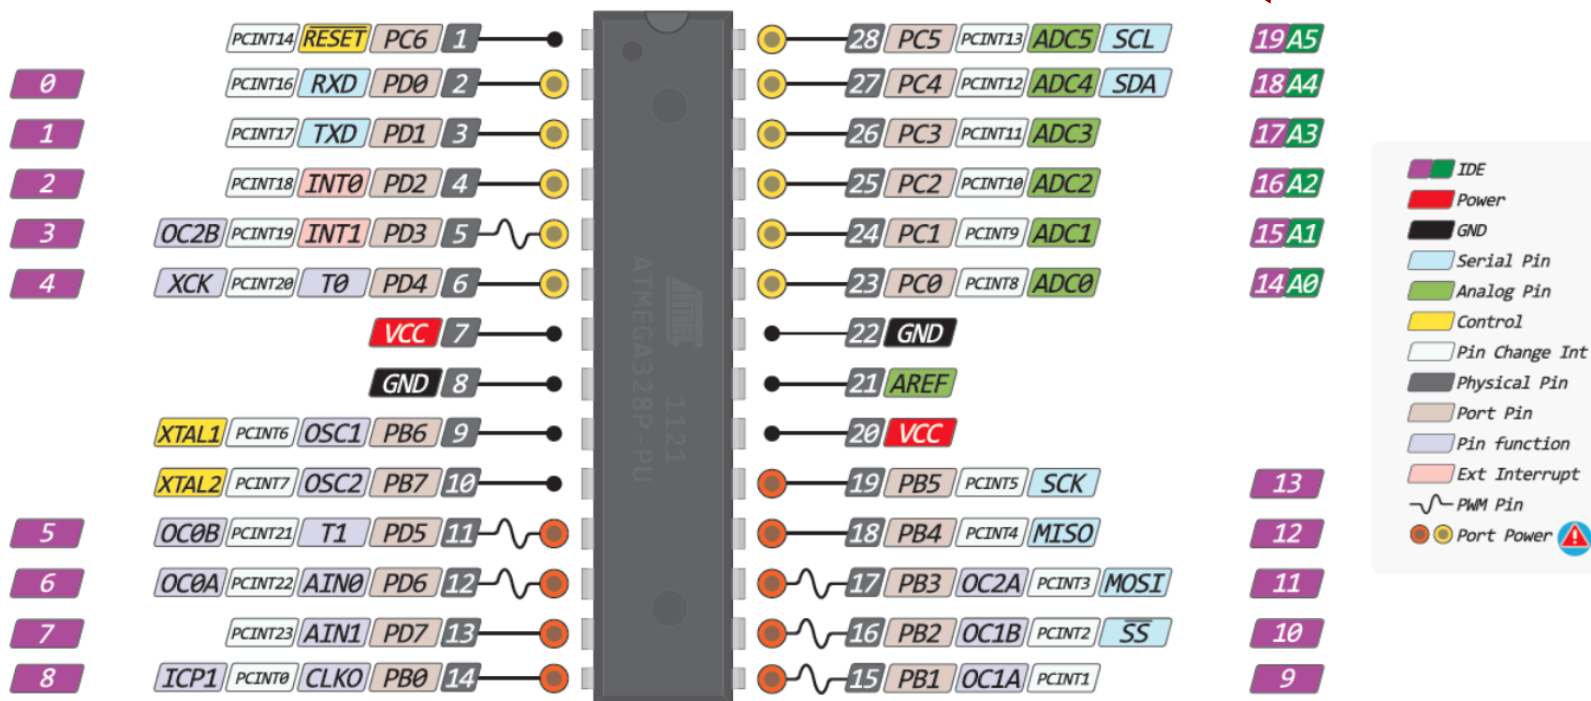 PCINT14 RESET PC6 1 28 PC5 PCINT13 ADC5 SCL 19 A5
0 PCINT16 RXD PD0 2 27 PC4 PCINT12 ADC4 SDA 18 A4
1 PCINT17 TXD PD1 3 26 PC3 PCINT11 ADC3 17 A3
2 PCINT18 INT0 PD2 4 25 PC2 PCINT10 ADC2 16 A2
3 OC2B PCINT19 INT1 PD3 5 24 PC1 PCINT9 ADC1 15 A1
4 XCK PCINT20 T0 PD4 6 23 PC0 PCINT8 ADC0 14 A0
VCC 7 22 GND
GND 8 21 AREF
XTAL1 PCINT6 OSC1 PB6 9 20 VCC
XTAL2 PCINT7 OSC2 PB7 10 19 PB5 PCINT5 SCK 13
5 OC0B PCINT21 T1 PD5 11 18 PB4 PCINT4 MISO 12
6 OC0A PCINT22 AIN0 PD6 12 17 PB3 OC2A PCINT3 MOSI 11
7 PCINT23 AIN1 PD7 13 16 PB2 OC1B PCINT2 SS 10
8 ICP1 PCINT0 CLKO PB0 14 15 PB1 OC1A PCINT1 9
ATMEL 1121
ATMEGA328P-PU
IDE
Power
GND
Serial Pin
Analog Pin
Control
Pin Change Int
Physical Pin
Port Pin
Pin function
Ext Interrupt
PWM Pin
Port Power